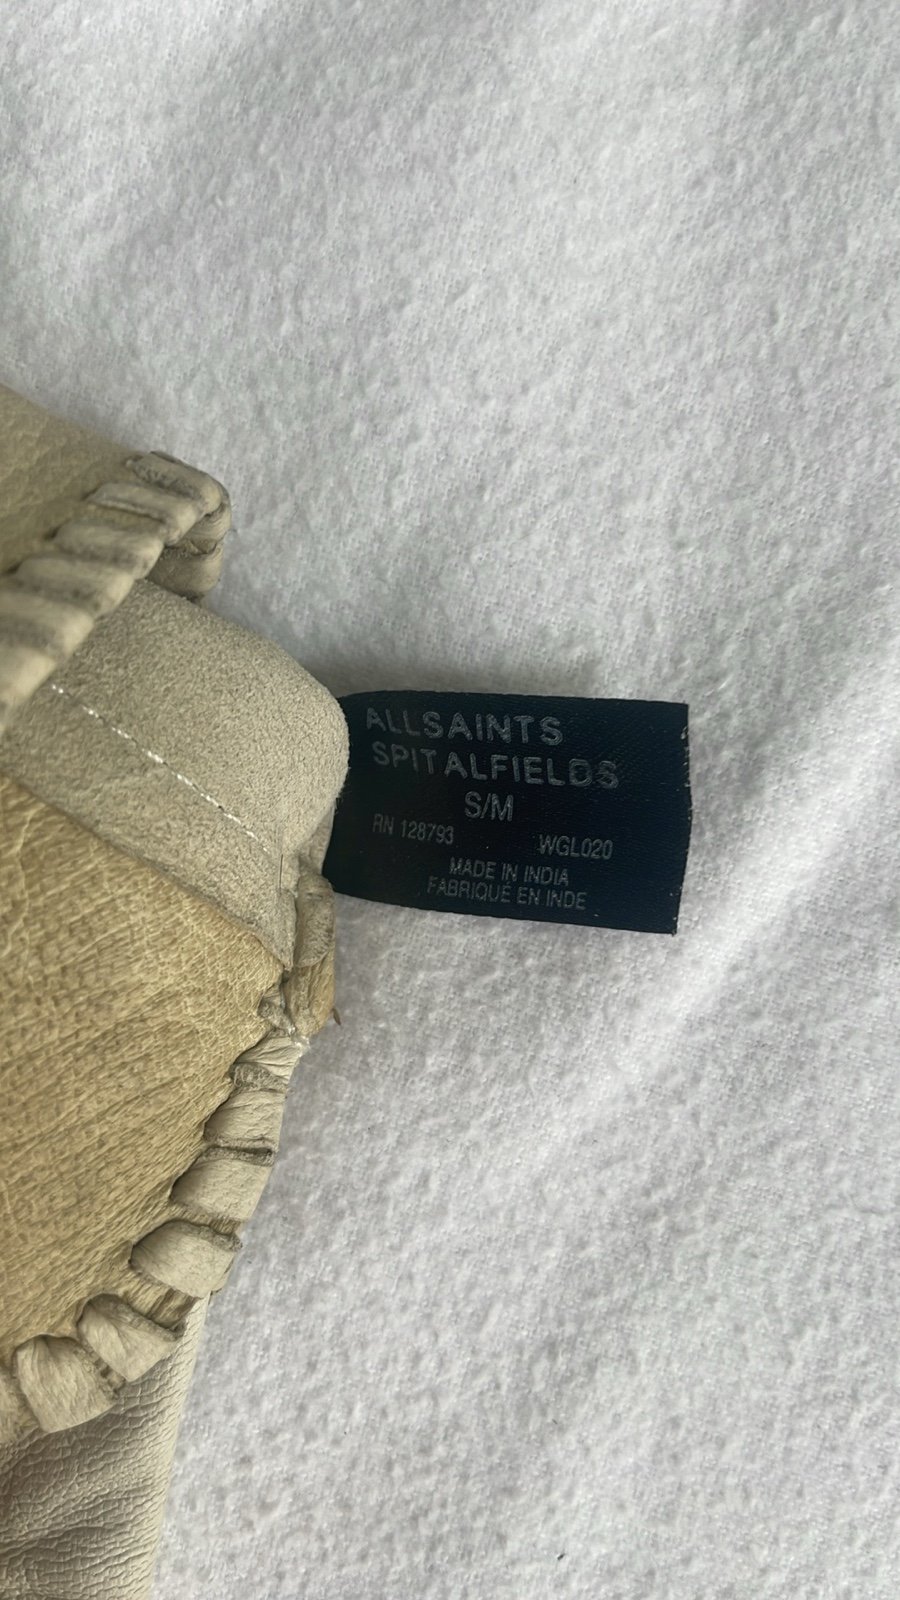 ALLSAINTS
SPITALFIELDS
S/M
RN 128793 WGL020
MADE IN INDIA
FABRIQUÉ EN INDE